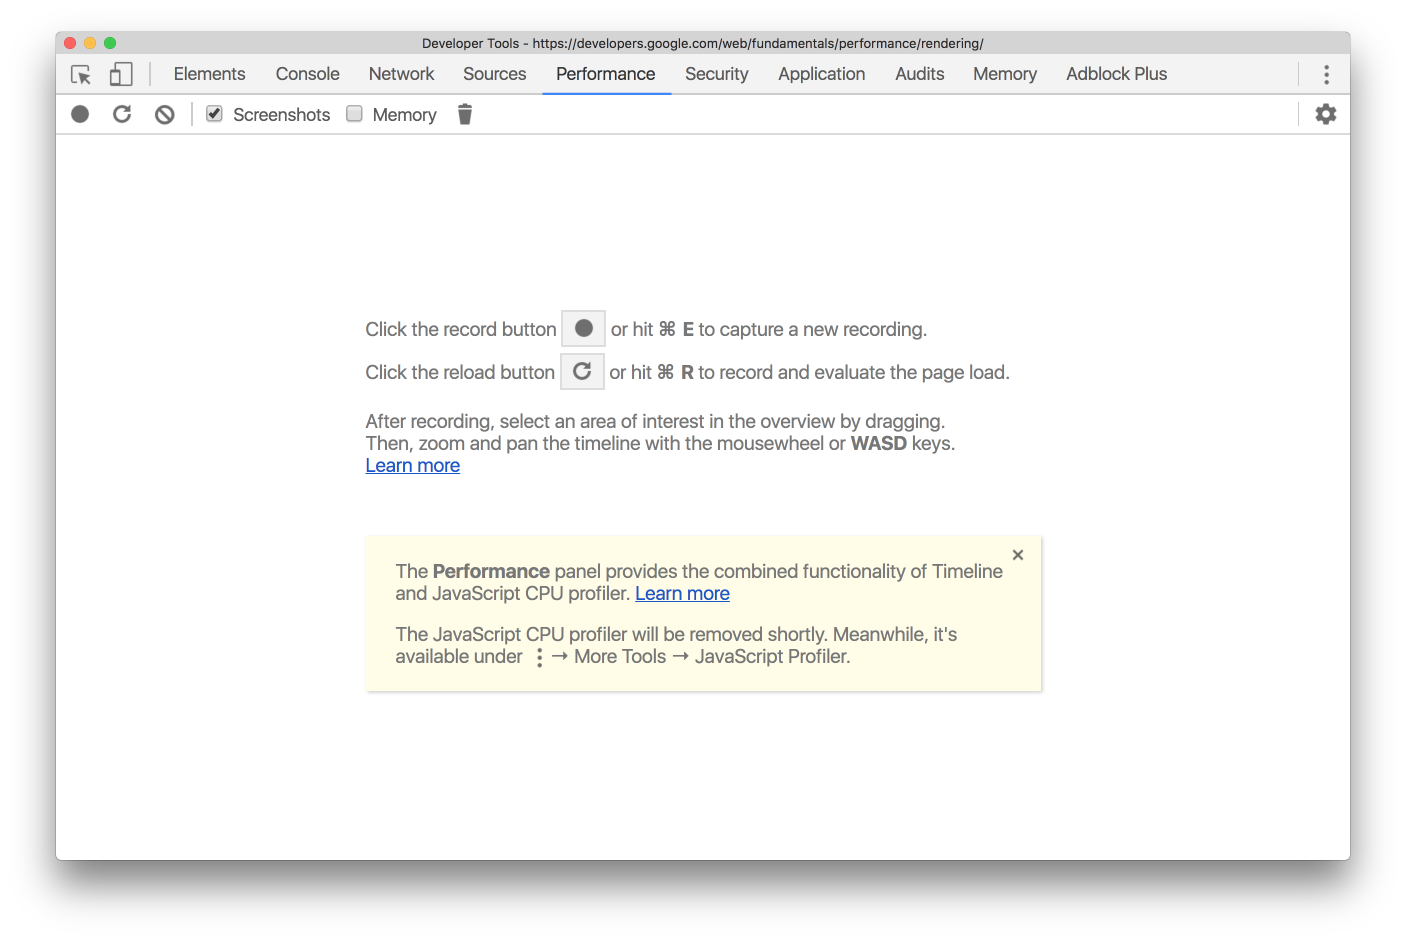 Developer Tools - https://developers.google.com/web/fundamentals/performance/rendering/
Elements Console Network Sources Performance Security Application Audits Memory Adblock Plus
Screenshots Memory
Click the record button or hit ⌘ E to capture a new recording.
Click the reload button or hit ⌘ R to record and evaluate the page load.
After recording, select an area of interest in the overview by dragging.
Then, zoom and pan the timeline with the mousewheel or WASD keys.
Learn more
The Performance panel provides the combined functionality of Timeline
and JavaScript CPU profiler. Learn more
The JavaScript CPU profiler will be removed shortly. Meanwhile, it's
available under ⋮ → More Tools → JavaScript Profiler.